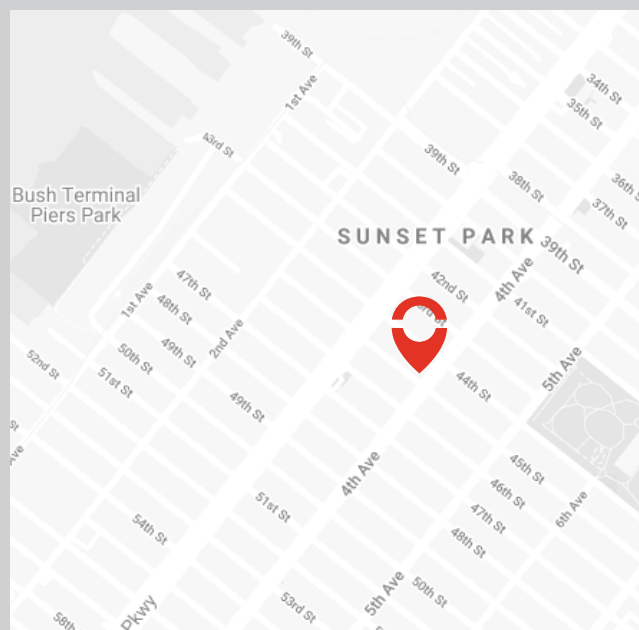 39th St
34th St
1st Ave
35th St
43rd St
39th St
38th St
36th St
Bush Terminal
Piers Park
37th St
SUNSET PARK
39th St
4th Ave
47th St
42nd St
1st Ave
48th St
41st St
2nd Ave
50th St
49th St
52nd St
5th Ave
51st St
44th St
49th St
Ave
4th Ave
45th St
46th St
51st St
47th St
6th Ave
54th St
48th St
5th Ave
50th St
53rd St
58th
Pkwy